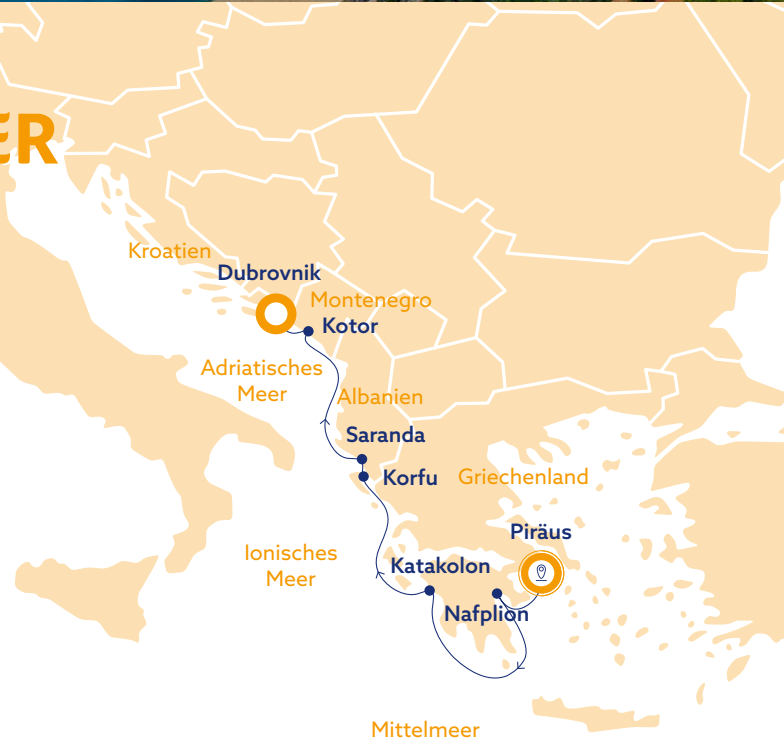 ER
Kroatien
Dubrovnik
Montenegro
Kotor
Adriatisches
Meer
Albanien
Saranda
Korfu
Griechenland
Piräus
Ionisches
Meer
Katakolon
Nafplion
Mittelmeer